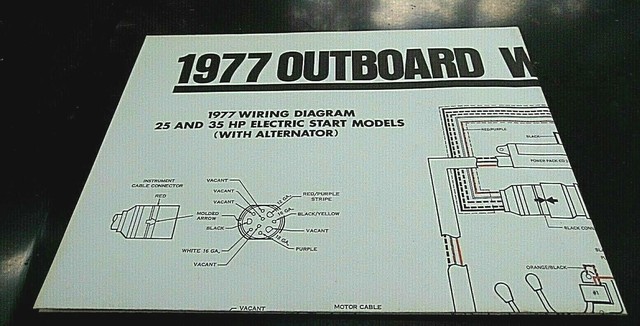 1977 OUTBOARD W
1977 WIRING DIAGRAM
25 AND 35 HP ELECTRIC START MODELS
(WITH ALTERNATOR)
INSTRUMENT
CABLE CONNECTOR
RED
MOLDED
ARROW
VACANT
VACANT
VACANT
BLACK
WHITE 16 GA.
VACANT
RED/PURPLE
STRIPE
BLACK/YELLOW
VACANT
PURPLE
VACANT
MOTOR CABLE
RED/PURPLE
BLACK
POWER PACK
BLACK
ORANGE/BLACK
#1